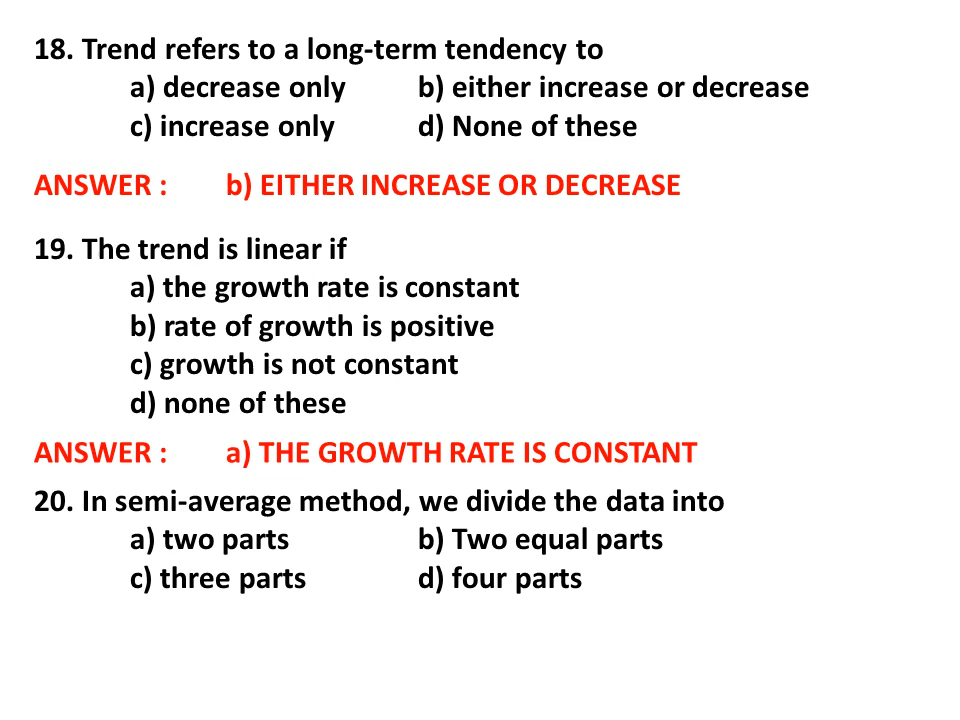 18. Trend refers to a long-term tendency to
a) decrease only b) either increase or decrease
c) increase only d) None of these
ANSWER : b) EITHER INCREASE OR DECREASE
19. The trend is linear if
a) the growth rate is constant
b) rate of growth is positive
c) growth is not constant
d) none of these
ANSWER : a) THE GROWTH RATE IS CONSTANT
20. In semi-average method, we divide the data into
a) two parts b) Two equal parts
c) three parts d) four parts